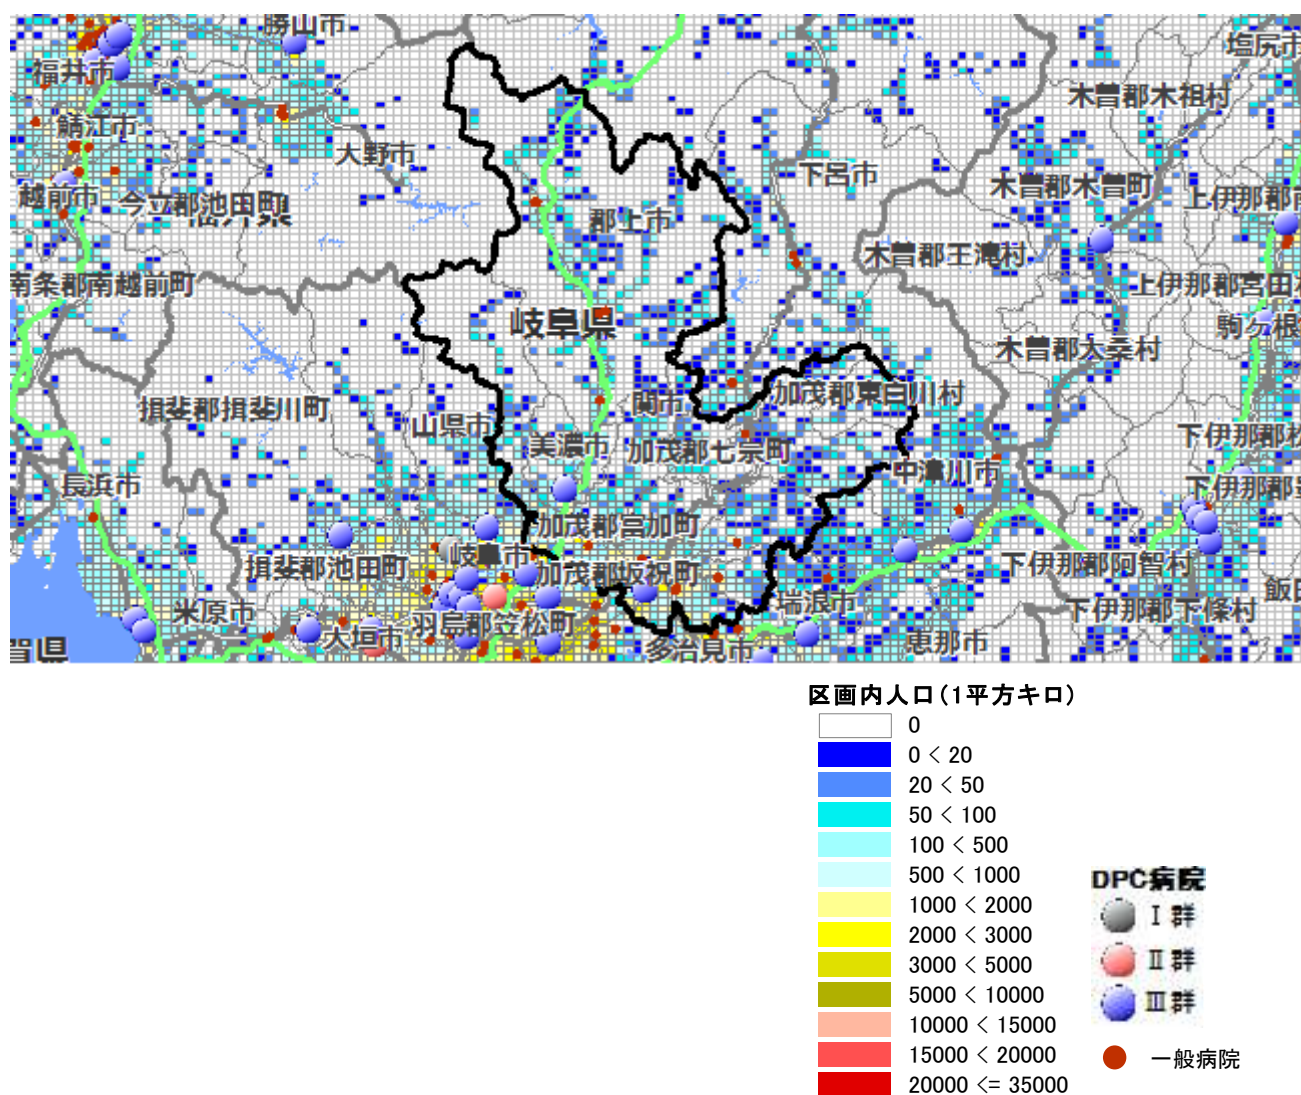 勝山市
塩尻市
福井市
木曽郡木祖村
鯖江市
大野市
下呂市
木曽郡木曽町
越前市
今立郡池田町
上伊那郡南
郡上市
木曽郡王滝村
南条郡南越前町
上伊那郡宮田村
岐阜県
駒ヶ根
木曽郡大桑村
揖斐郡揖斐川町
関市
加茂郡東白川村
山県市
美濃市
加茂郡七宗町
下伊那郡松
中津川市
長浜市
下伊那郡豊
加茂郡富加町
岐阜市
揖斐郡池田町
加茂郡坂祝町
下伊那郡阿智村
飯田
米原市
瑞浪市
下伊那郡下條村
大垣市
羽島郡笠松町
恵那市
賀県
多治見市
区画内人口(1平方キロ)
0
0 < 20
20 < 50
50 < 100
100 < 500
500 < 1000
1000 < 2000
2000 < 3000
3000 < 5000
5000 < 10000
10000 < 15000
15000 < 20000
20000 <= 35000
DPC病院
Ⅰ群
Ⅱ群
Ⅲ群
一般病院